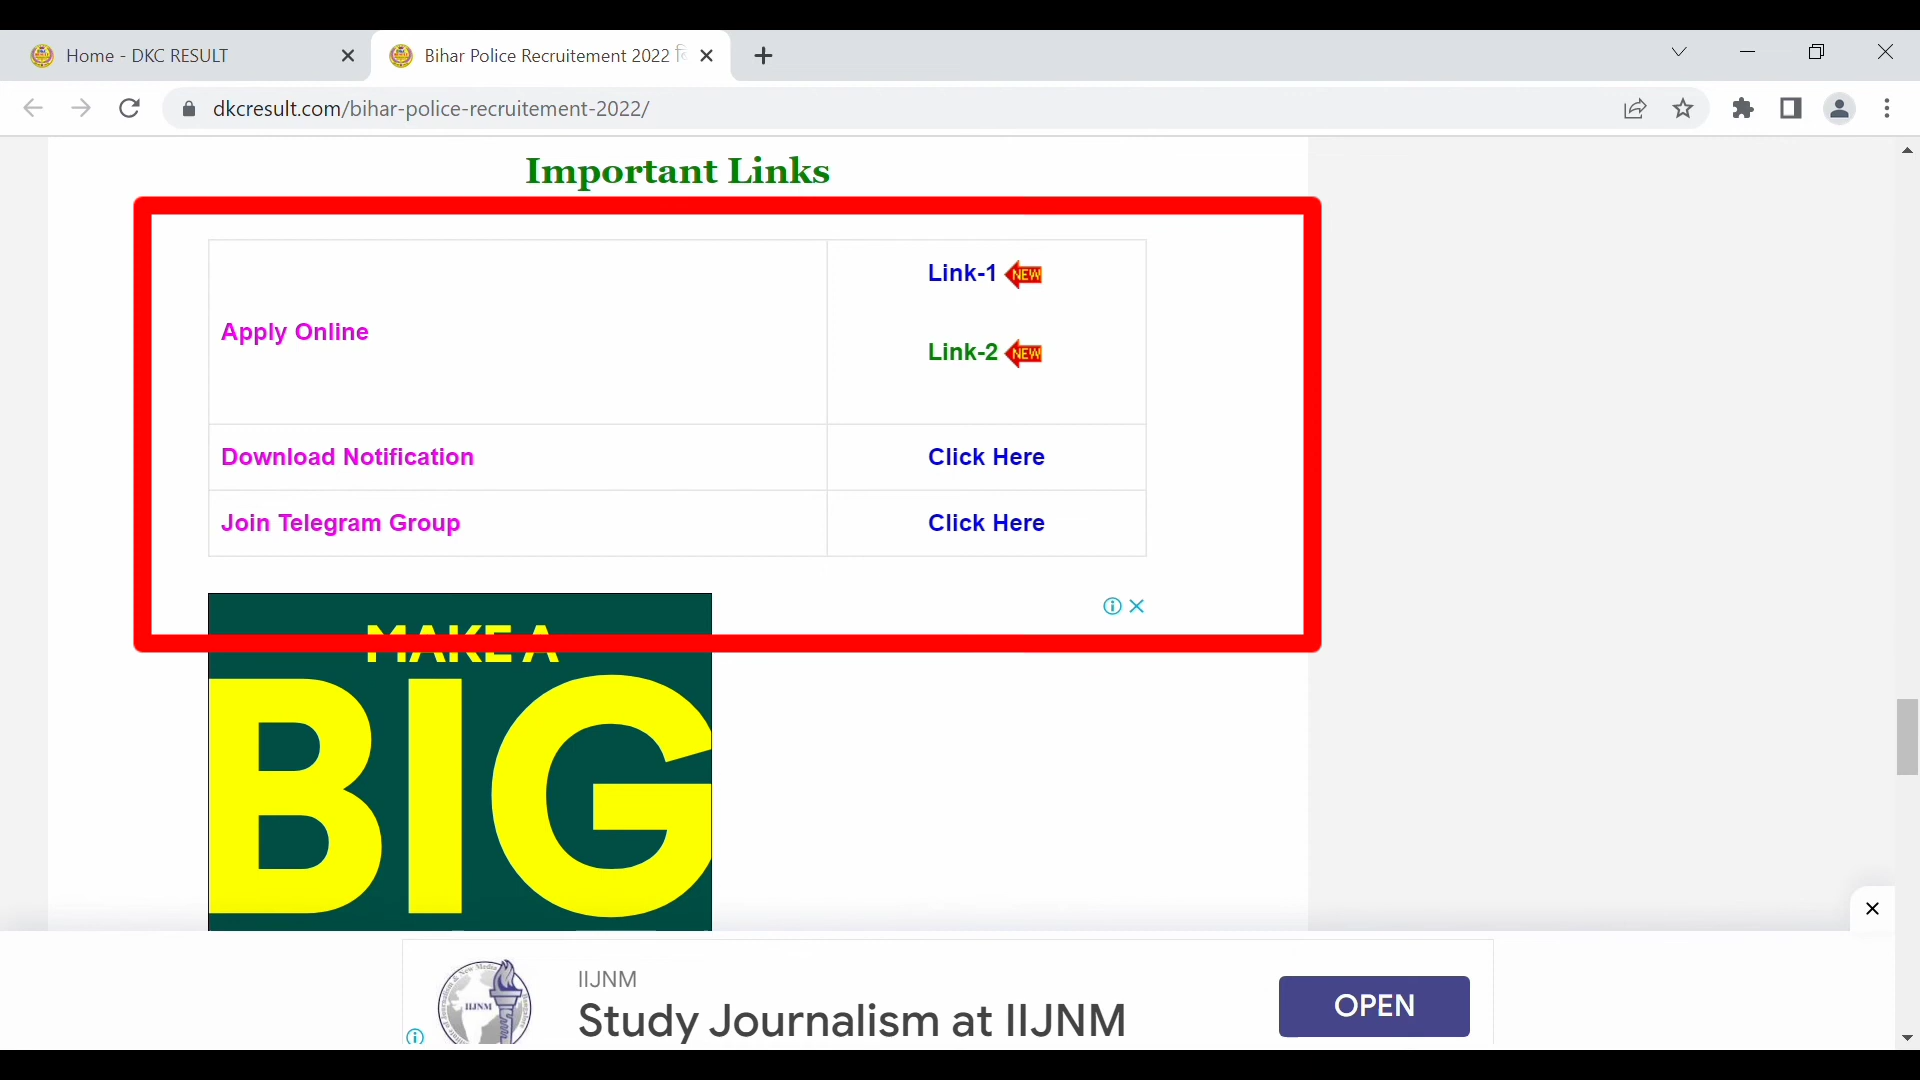 Home - DKC RESULT
Bihar Police Recruitement 2022
dkcresult.com/bihar-police-recruitement-2022/
Important Links
Link-1 NEW
Apply Online
Link-2 NEW
Download Notification Click Here
Join Telegram Group Click Here
MAKE A
BIG
IIJNM
IIJNM
Study Journalism at IIJNM
OPEN